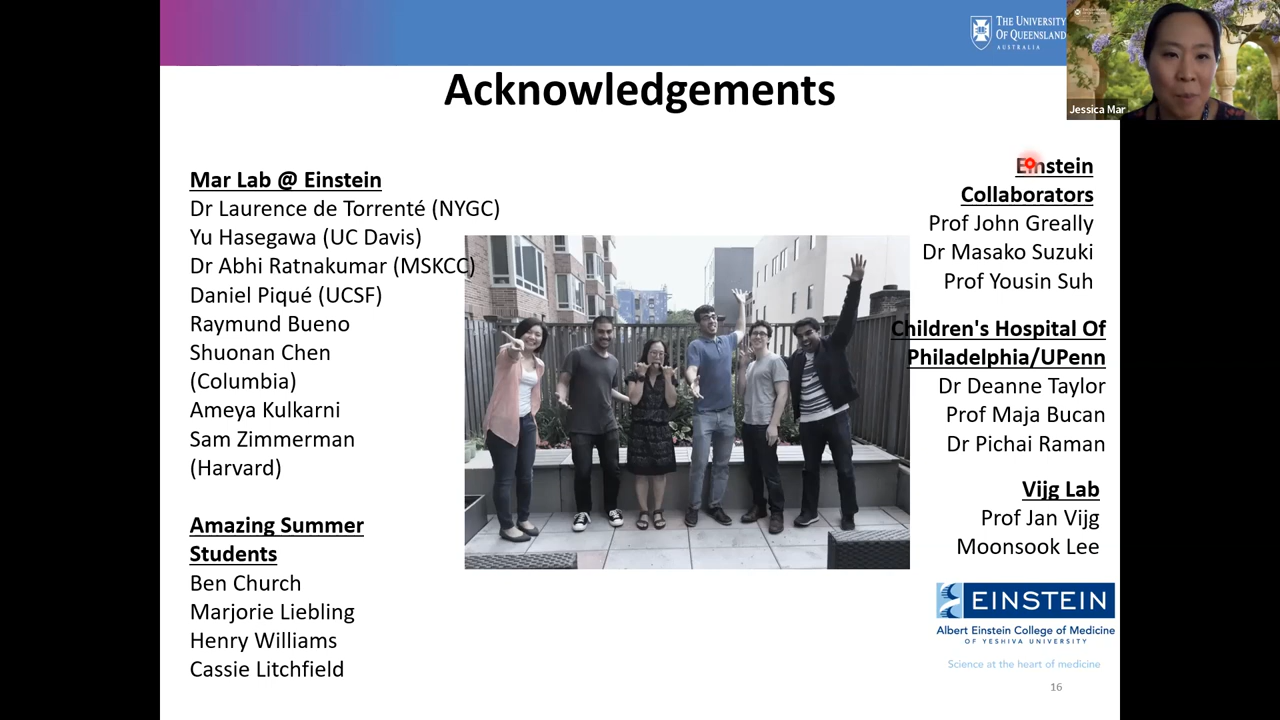 THE UNIVERSITY
OF QUEENSLAND
AUSTRALIA
Jessica Mar
Acknowledgements
Mar Lab @ Einstein
Dr Laurence de Torrenté (NYGC)
Yu Hasegawa (UC Davis)
Dr Abhi Ratnakumar (MSKCC)
Daniel Piqué (UCSF)
Raymund Bueno
Shuonan Chen
(Columbia)
Ameya Kulkarni
Sam Zimmerman
(Harvard)
Amazing Summer
Students
Ben Church
Marjorie Liebling
Henry Williams
Cassie Litchfield
Einstein
Collaborators
Prof John Greally
Dr Masako Suzuki
Prof Yousin Suh
Children's Hospital Of
Philadelphia/UPenn
Dr Deanne Taylor
Prof Maja Bucan
Dr Pichai Raman
Vijg Lab
Prof Jan Vijg
Moonsook Lee
EINSTEIN
Albert Einstein College of Medicine
OF YESHIVA UNIVERSITY
Science at the heart of medicine
16